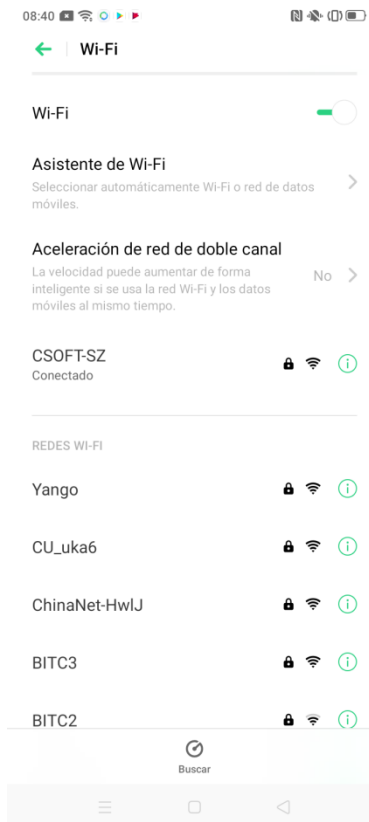 08:40
Wi-Fi
Wi-Fi
Asistente de Wi-Fi
Seleccionar automáticamente Wi-Fi o red de datos
móviles.
Aceleración de red de doble canal
La velocidad puede aumentar de forma
inteligente si se usa la red Wi-Fi y los datos
móviles al mismo tiempo.
No
CSOFT-SZ
Conectado
REDES WI-FI
Yango
CU_uka6
ChinaNet-HwlJ
BITC3
BITC2
Buscar